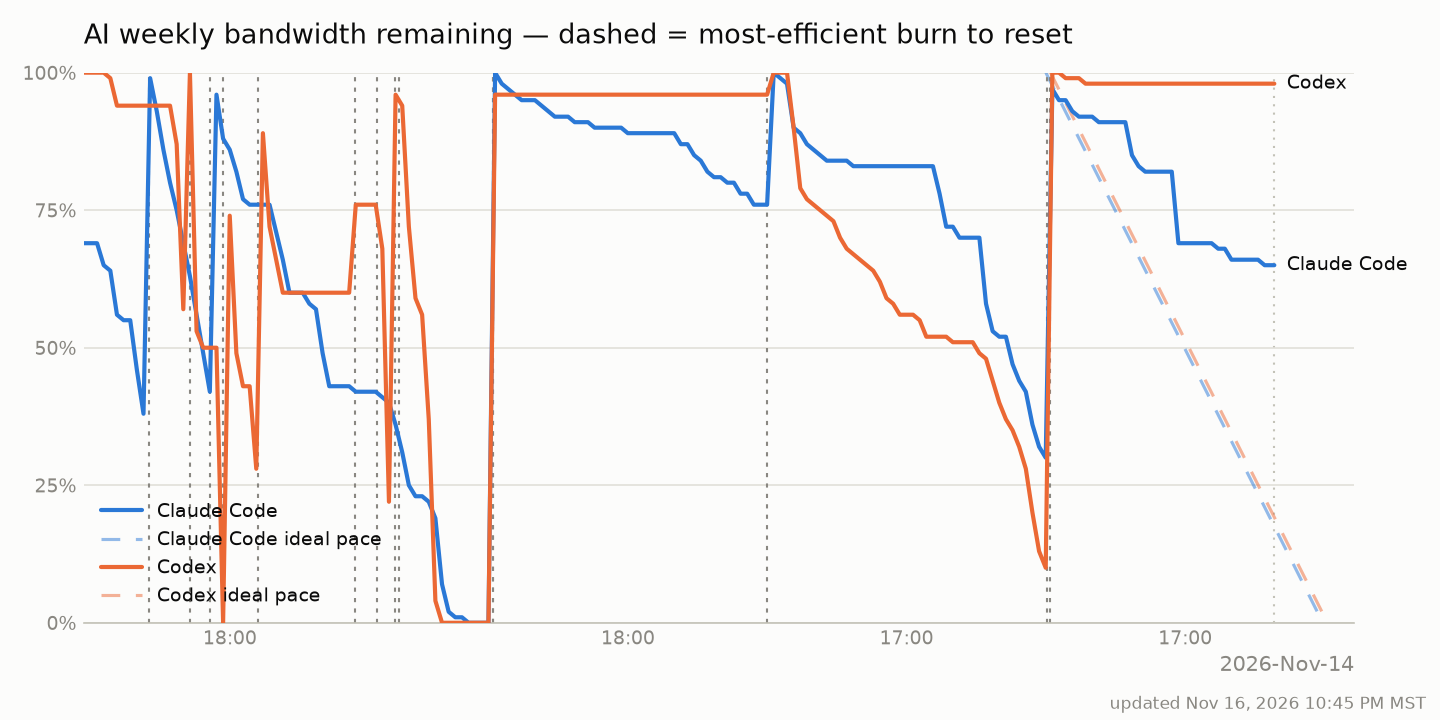 AI weekly bandwidth remaining — dashed = most-efficient burn to reset
100%
75%
50%
25%
0%
Codex
Claude Code
Claude Code
Claude Code ideal pace
Codex
Codex ideal pace
18:00 18:00 17:00 17:00
2026-Nov-14
updated Nov 16, 2026 10:45 PM MST